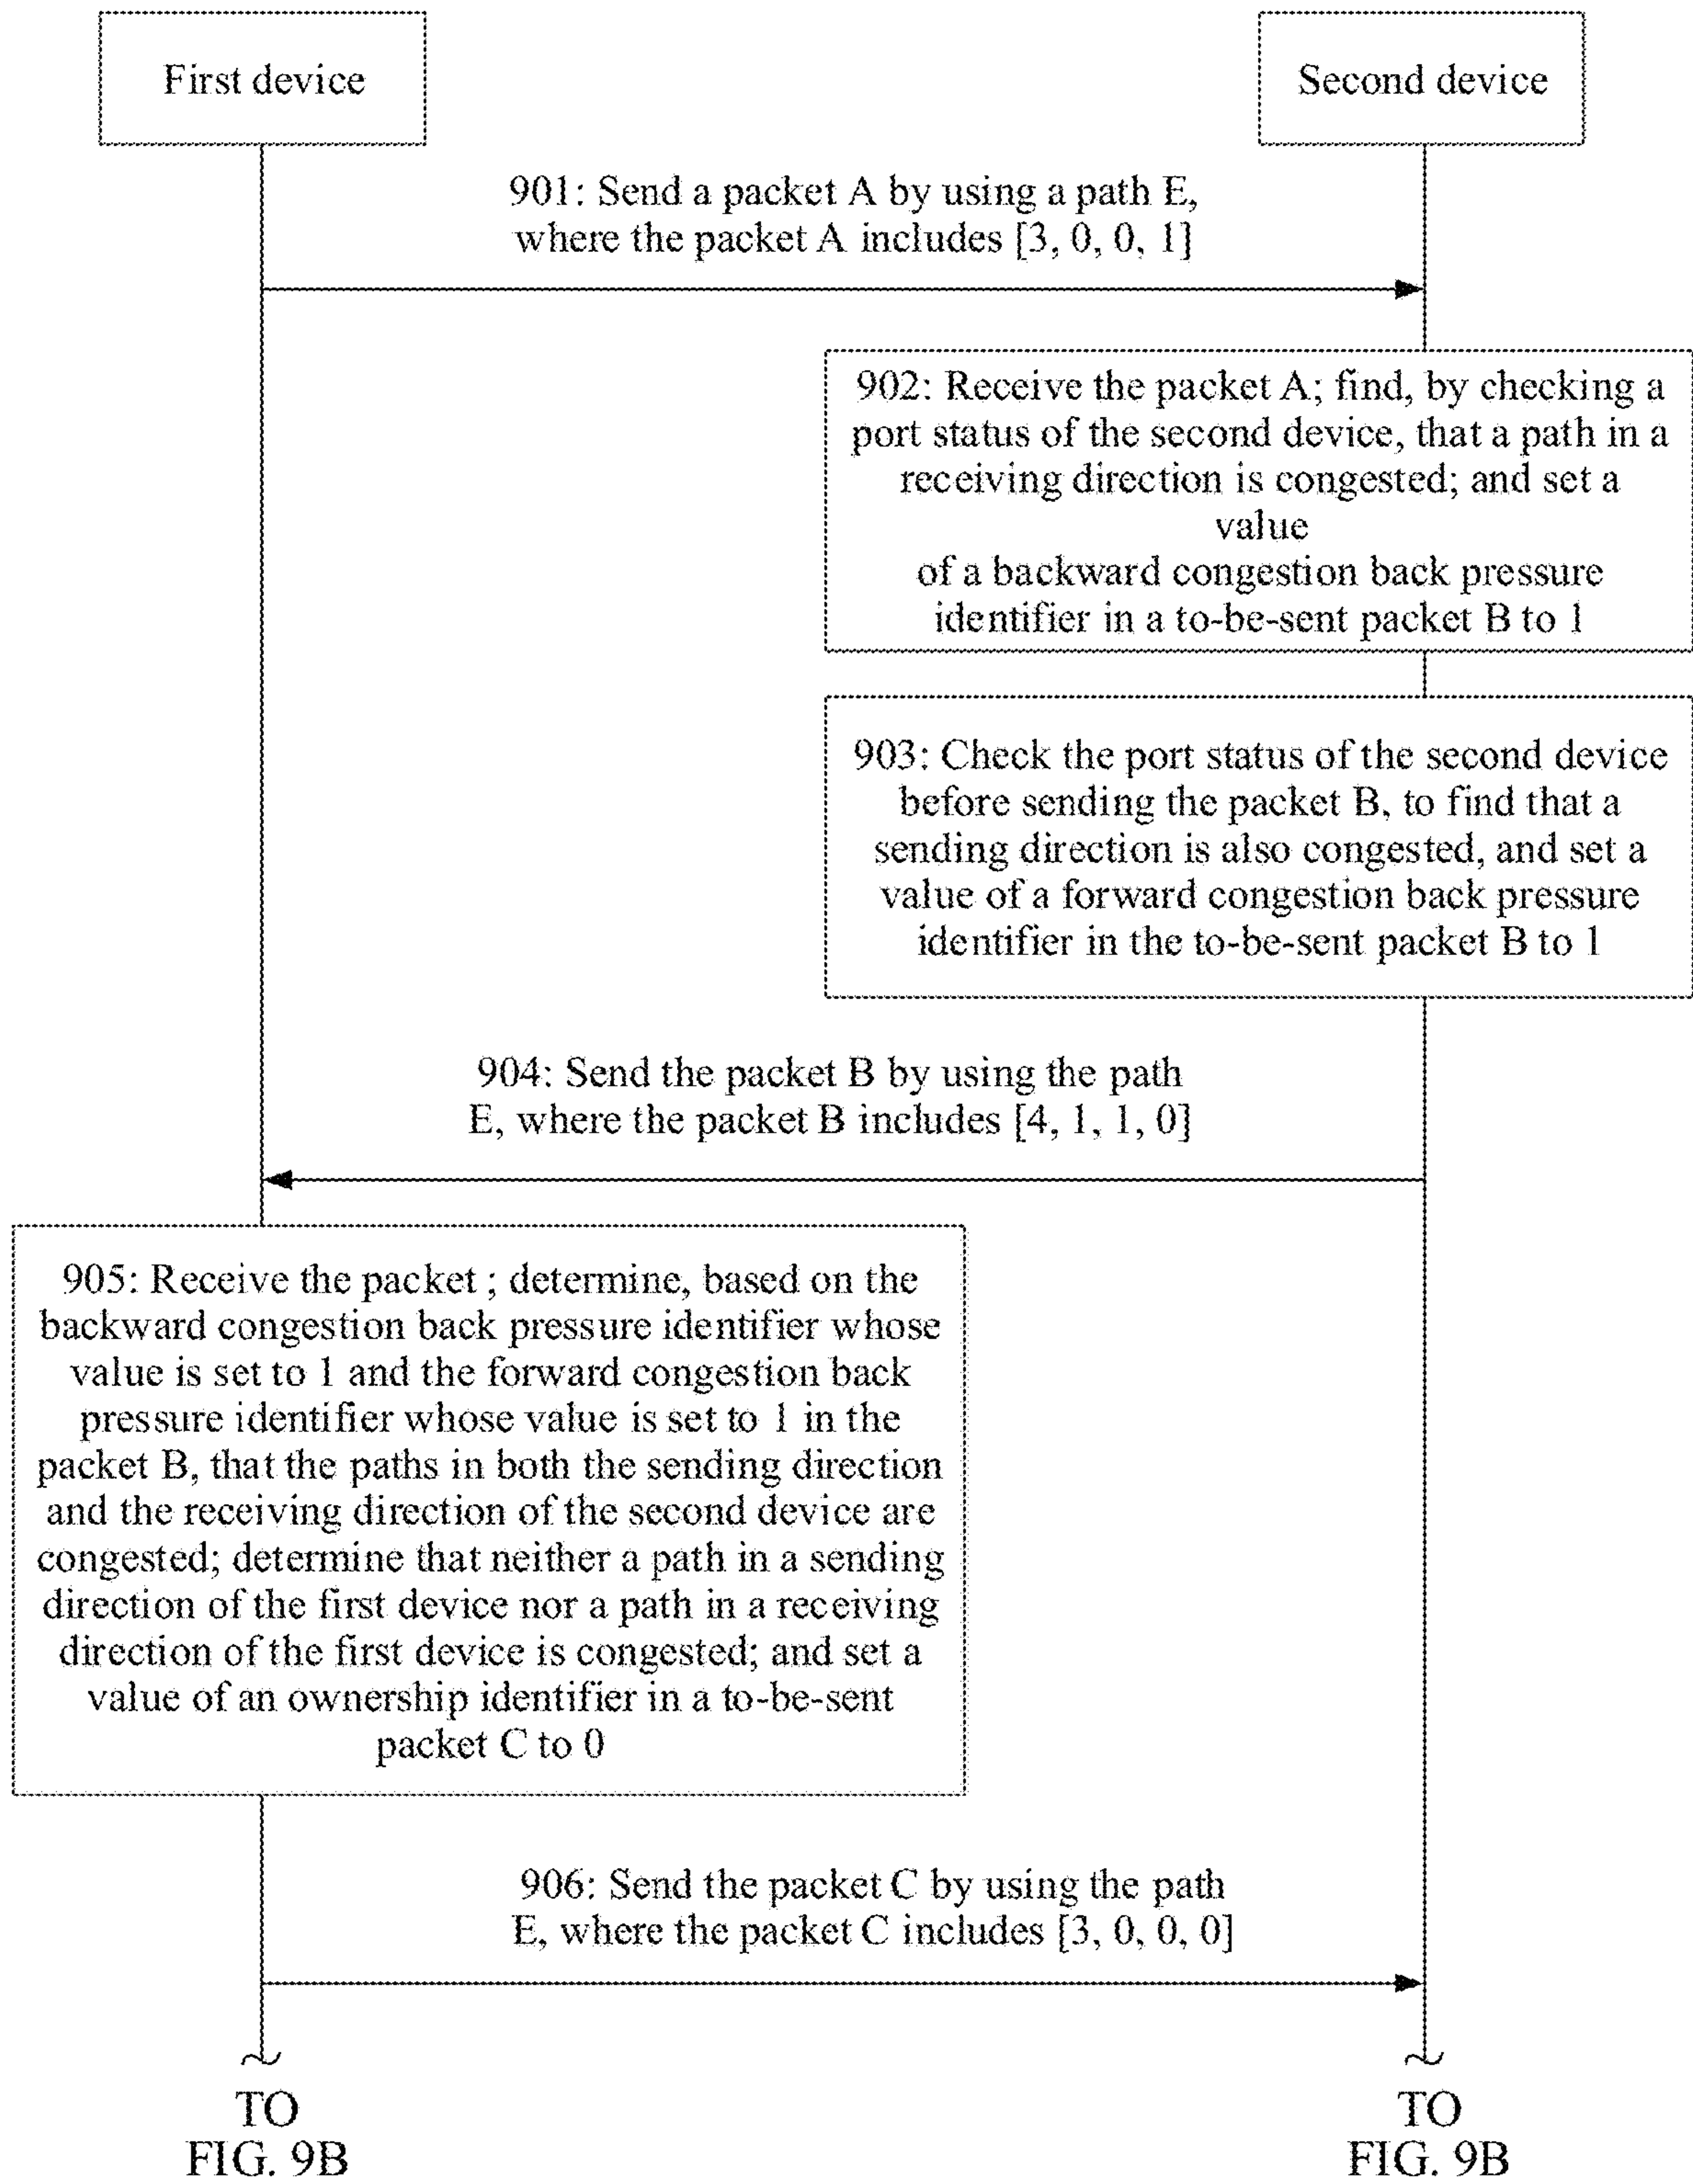 First device
Second device
901: Send a packet A by using a path E,
where the packet A includes [3, 0, 0, 1]
902: Receive the packet A; find, by checking a
port status of the second device, that a path in a
receiving direction is congested; and set a
value
of a backward congestion back pressure
identifier in a to-be-sent packet B to 1
903: Check the port status of the second device
before sending the packet B, to find that a
sending direction is also congested, and set a
value of a forward congestion back pressure
identifier in the to-be-sent packet B to 1
904: Send the packet B by using the path
E, where the packet B includes [4, 1, 1, 0]
905: Receive the packet ; determine, based on the
backward congestion back pressure identifier whose
value is set to 1 and the forward congestion back
pressure identifier whose value is set to 1 in the
packet B, that the paths in both the sending direction
and the receiving direction of the second device are
congested; determine that neither a path in a sending
direction of the first device nor a path in a receiving
direction of the first device is congested; and set a
value of an ownership identifier in a to-be-sent
packet C to 0
906: Send the packet C by using the path
E, where the packet C includes [3, 0, 0, 0]
TO
FIG. 9B
TO
FIG. 9B